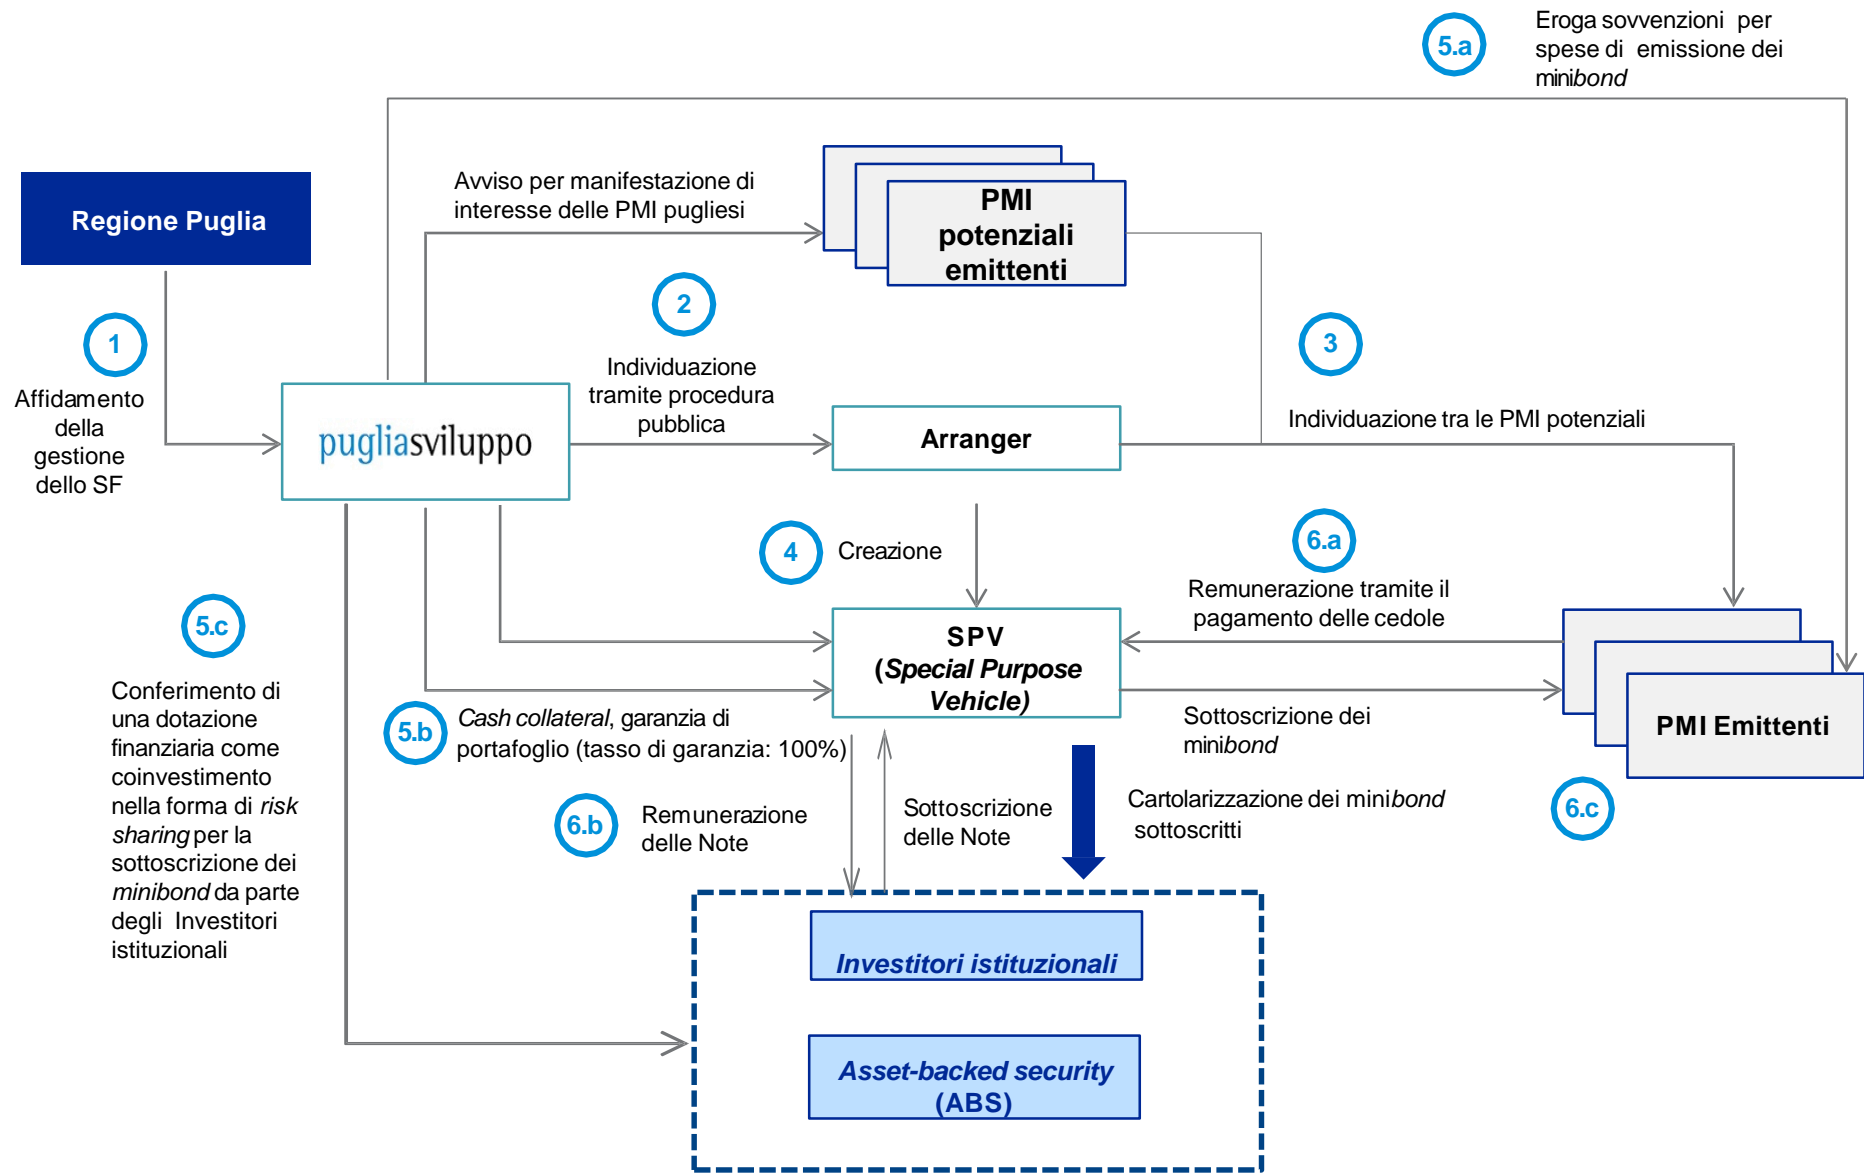 5.a
Eroga sovvenzioni per
spese di emissione dei
minibond
Regione Puglia
Avviso per manifestazione di
interesse delle PMI pugliesi
PMI
potenziali
emittenti
1
Affidamento
della
gestione
dello SF
2
Individuazione
tramite procedura
pubblica
3
Individuazione tra le PMI potenziali
pugliasviluppo
Arranger
4
Creazione
6.a
Remunerazione tramite il
pagamento delle cedole
5.c
Conferimento di
una dotazione
finanziaria come
coinvestimento
nella forma di risk
sharing per la
sottoscrizione dei
minibond da parte
degli Investitori
istituzionali
SPV
(Special Purpose
Vehicle)
5.b
Cash collateral, garanzia di
portafoglio (tasso di garanzia: 100%)
Sottoscrizione dei
minibond
PMI Emittenti
6.b
Remunerazione
delle Note
Sottoscrizione
delle Note
Cartolarizzazione dei minibond
sottoscritti
6.c
Investitori istituzionali
Asset-backed security
(ABS)